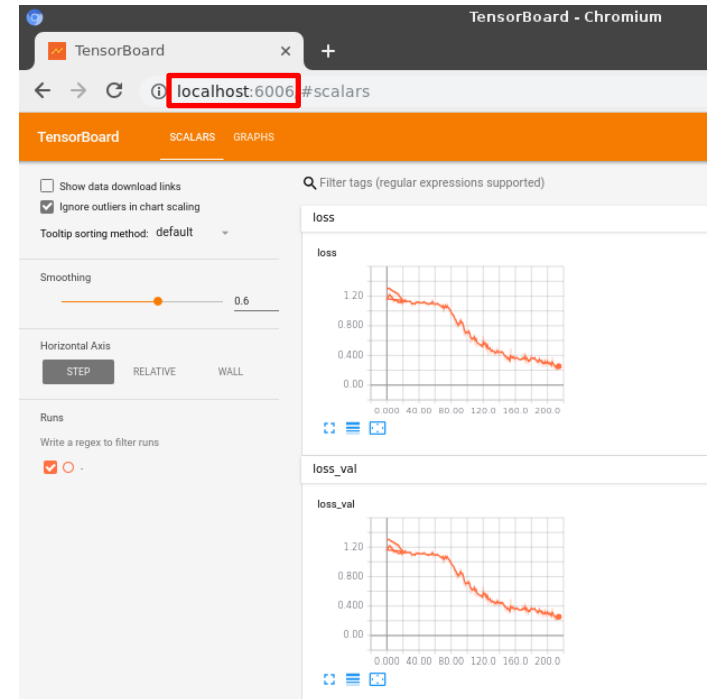 TensorBoard - Chromium
TensorBoard × +
localhost:6006/#scalars
TensorBoard SCALARS GRAPHS
Show data download links
Ignore outliers in chart scaling
Tooltip sorting method: default
Smoothing
0.6
Horizontal Axis
STEP RELATIVE WALL
Runs
Write a regex to filter runs
.
Filter tags (regular expressions supported)
loss
loss
1.20
0.800
0.400
0.00
0.000 40.00 80.00 120.0 160.0 200.0
loss_val
loss_val
1.20
0.800
0.400
0.00
0.000 40.00 80.00 120.0 160.0 200.0